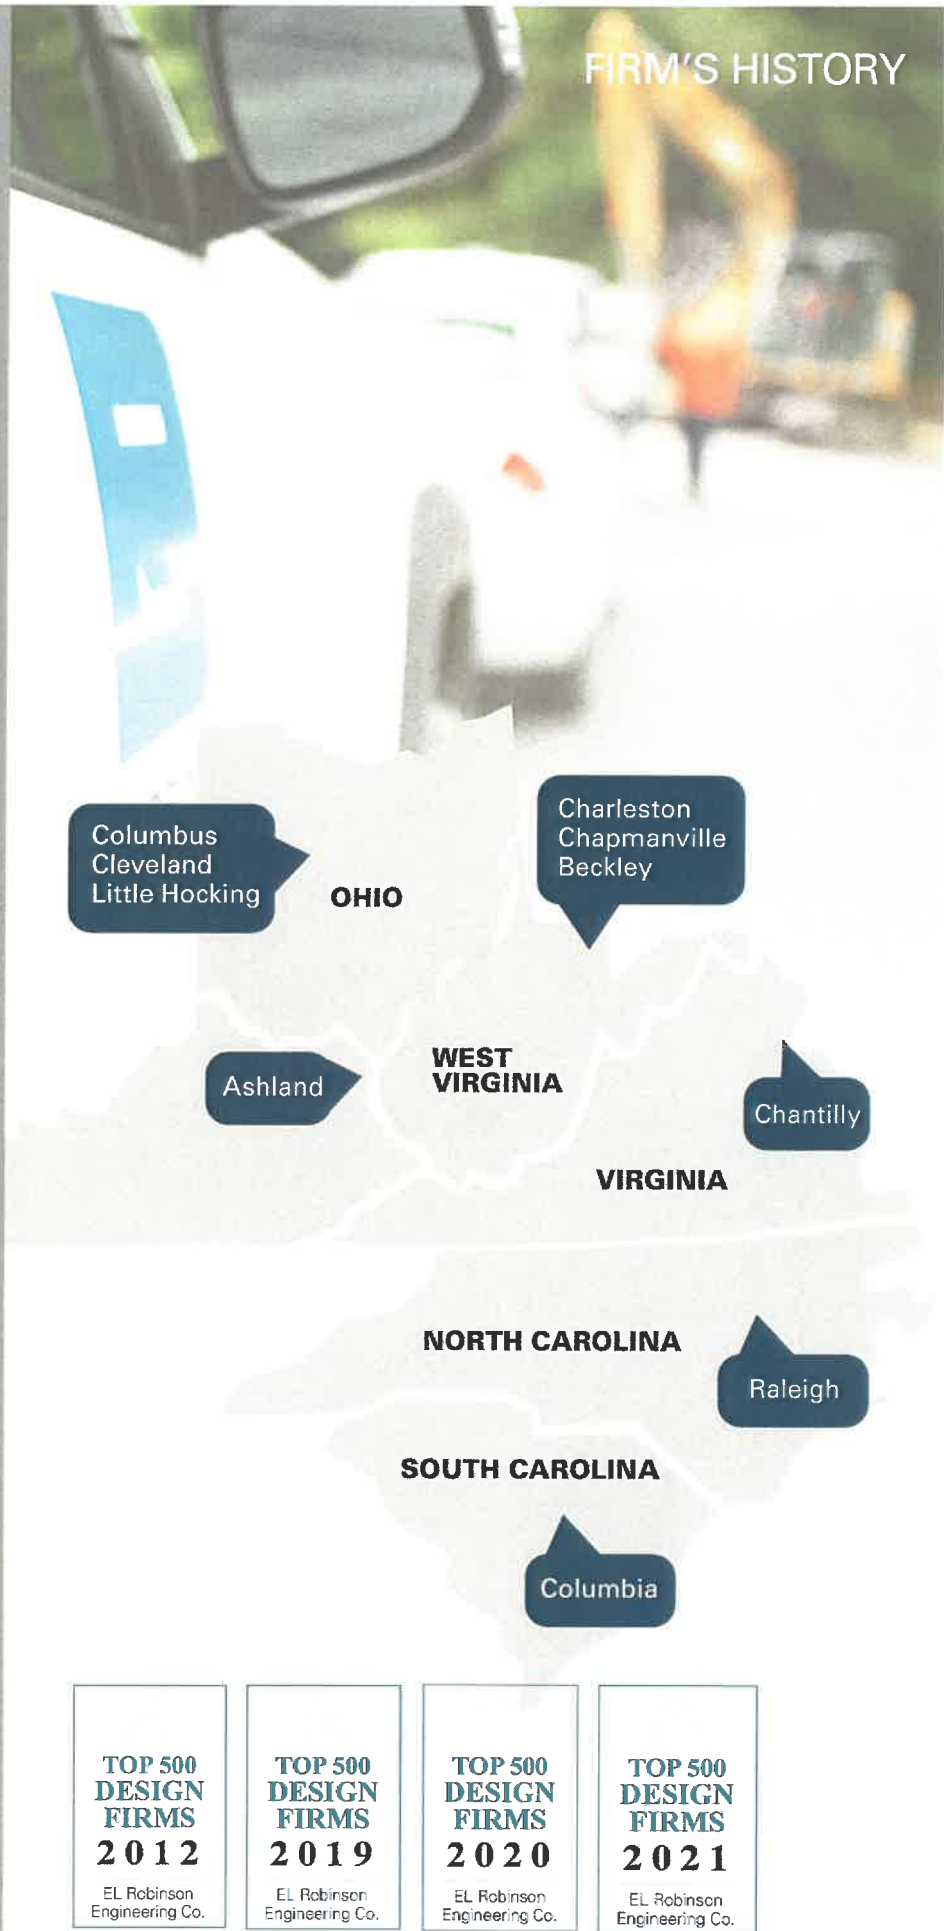 FIRM'S HISTORY
Columbus
Cleveland
Little Hocking
OHIO
Charleston
Chapmanville
Beckley
Ashland
WEST
VIRGINIA
Chantilly
VIRGINIA
NORTH CAROLINA
Raleigh
SOUTH CAROLINA
Columbia
TOP 500
DESIGN
FIRMS
2012
EL Robinson
Engineering Co.
TOP 500
DESIGN
FIRMS
2019
EL Robinson
Engineering Co.
TOP 500
DESIGN
FIRMS
2020
EL Robinson
Engineering Co.
TOP 500
DESIGN
FIRMS
2021
EL Robinson
Engineering Co.